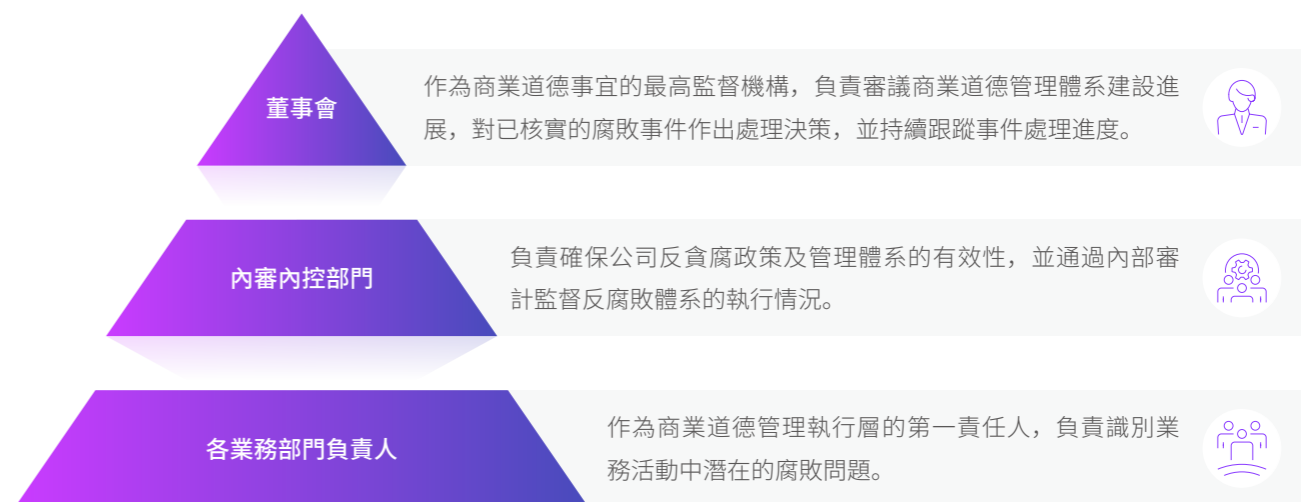 董事會
作為商業道德事宜的最高監督機構，負責審議商業道德管理體系建設進
展，對已核實的腐敗事件作出處理決策，並持續跟蹤事件處理進度。
內審內控部門
負責確保公司反貪腐政策及管理體系的有效性，並通過內部審
計監督反腐敗體系的執行情況。
各業務部門負責人
作為商業道德管理執行層的第一責任人，負責識別業
務活動中潛在的腐敗問題。